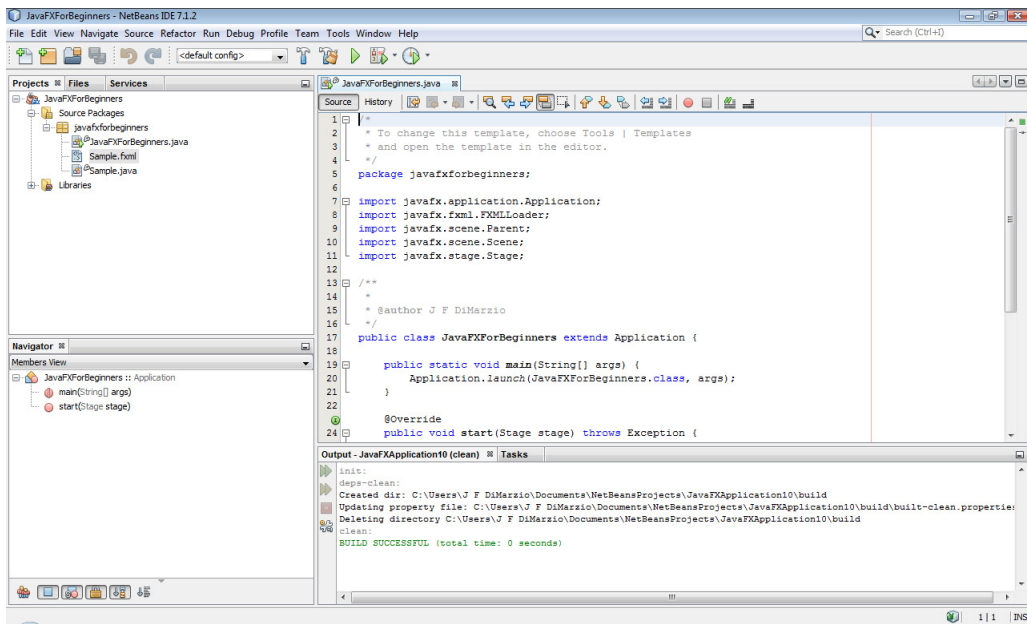 JavaFXForBeginners - NetBeans IDE 7.1.2
File Edit View Navigate Source Refactor Run Debug Profile Team Tools Window Help
Search (Ctrl+I)
<default config>
Projects Files Services
JavaFXForBeginners
Source Packages
javafxforbeginners
JavaFXForBeginners.java
Sample.fxml
Sample.java
Libraries
Navigator
Members View
JavaFXForBeginners :: Application
main(String[] args)
start(Stage stage)
JavaFXForBeginners.java
Source History
1 /*
2 * To change this template, choose Tools | Templates
3 * and open the template in the editor.
4 */
5 package javafxforbeginners;
6
7 import javafx.application.Application;
8 import javafx.fxml.FXMLLoader;
9 import javafx.scene.Parent;
10 import javafx.scene.Scene;
11 import javafx.stage.Stage;
12
13 /**
14 *
15 * @author J F DiMarzio
16 */
17 public class JavaFXForBeginners extends Application {
18
19 public static void main(String[] args) {
20 Application.launch(JavaFXForBeginners.class, args);
21 }
22
@Override
24 public void start(Stage stage) throws Exception {
Output - JavaFXApplication10 (clean) Tasks
init:
deps-clean:
Created dir: C:\Users\J F DiMarzio\Documents\NetBeansProjects\JavaFXApplication10\build
Updating property file: C:\Users\J F DiMarzio\Documents\NetBeansProjects\JavaFXApplication10\build\built-clean.properties
Deleting directory C:\Users\J F DiMarzio\Documents\NetBeansProjects\JavaFXApplication10\build
clean:
BUILD SUCCESSFUL (total time: 0 seconds)
1|1 INS